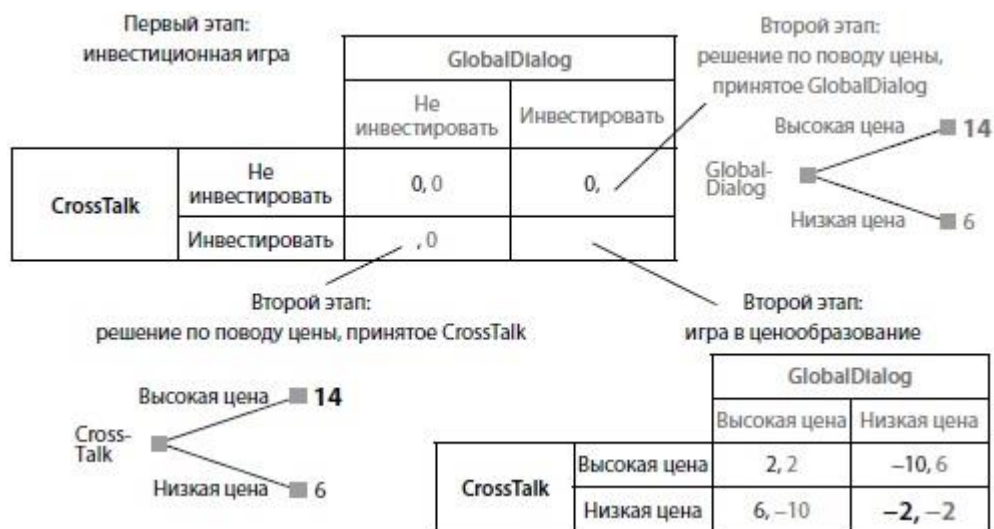 Первый этап:
инвестиционная игра
GlobalDialog
Не
инвестировать
Инвестировать
CrossTalk
Не
инвестировать
0, 0
0,
Инвестировать
, 0
Второй этап:
решение по поводу цены,
принятое GlobalDialog
Высокая цена
14
Global-
Dialog
Низкая цена
6
Второй этап:
решение по поводу цены, принятое CrossTalk
Высокая цена
14
Cross-
Talk
Низкая цена
6
Второй этап:
игра в ценообразование
GlobalDialog
Высокая цена
Низкая цена
CrossTalk
Высокая цена
2, 2
–10, 6
Низкая цена
6, –10
–2, –2